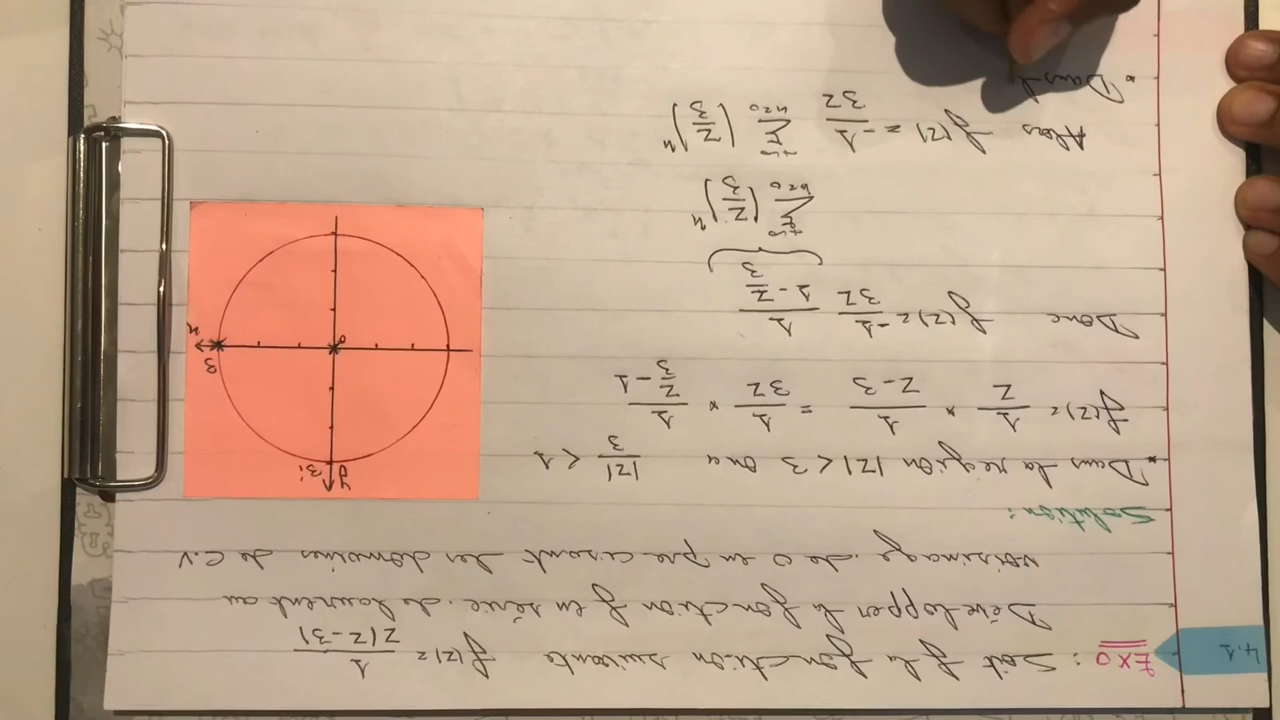 4.1
Exo
Soit f la fonction suivante f(z) = 1/z(z-3)
Développer la fonction f en série de laurent au
voisinage de 0 en précisant les domaines de C.V
Solution:
* Dans la région |z| < 3 on a |z|/3 < 1
f(z) = 1/z × 1/z-3 = 1/3z × 1/(z/3 - 1)
Donc f(z) = -1/3z 1/(1 - z/3)
+∞ Σ n=0 (z/3)^n
Alors f(z) = -1/3z +∞ Σ n=0 (z/3)^n
* Dans
y 3i
0
3
x